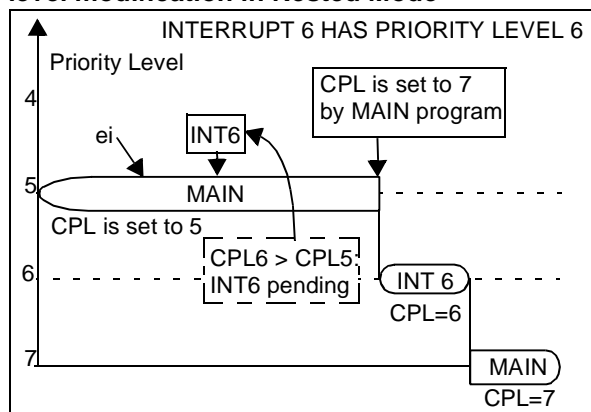 level modification in Nested Mode
INTERRUPT 6 HAS PRIORITY LEVEL 6
Priority Level
CPL is set to 7
by MAIN program
4
ei
INT6
5
MAIN
CPL is set to 5
CPL6 > CPL5:
INT6 pending
6
INT 6
CPL=6
7
MAIN
CPL=7